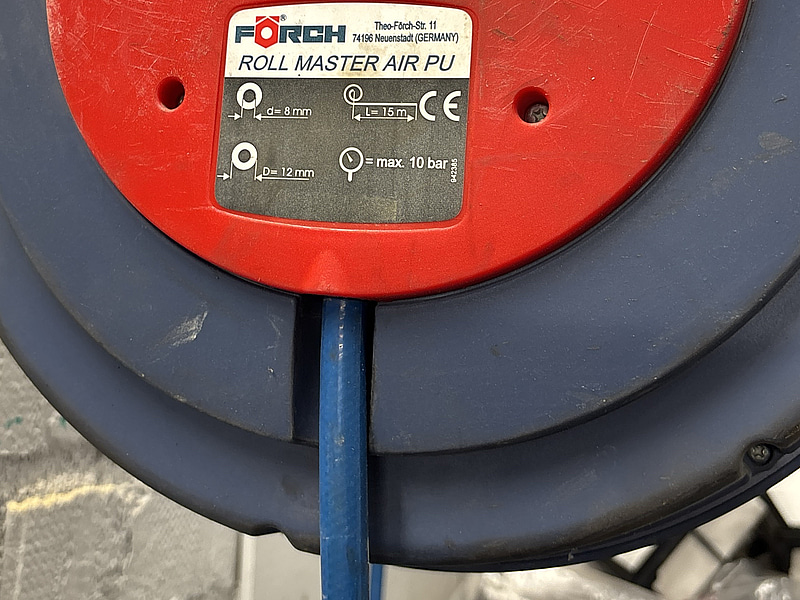 FÖRCH®
Theo-Förch-Str. 11
74196 Neuenstadt (GERMANY)
ROLL MASTER AIR PU
d= 8 mm
L= 15 m
CE
D= 12 mm
= max. 10 bar
942385